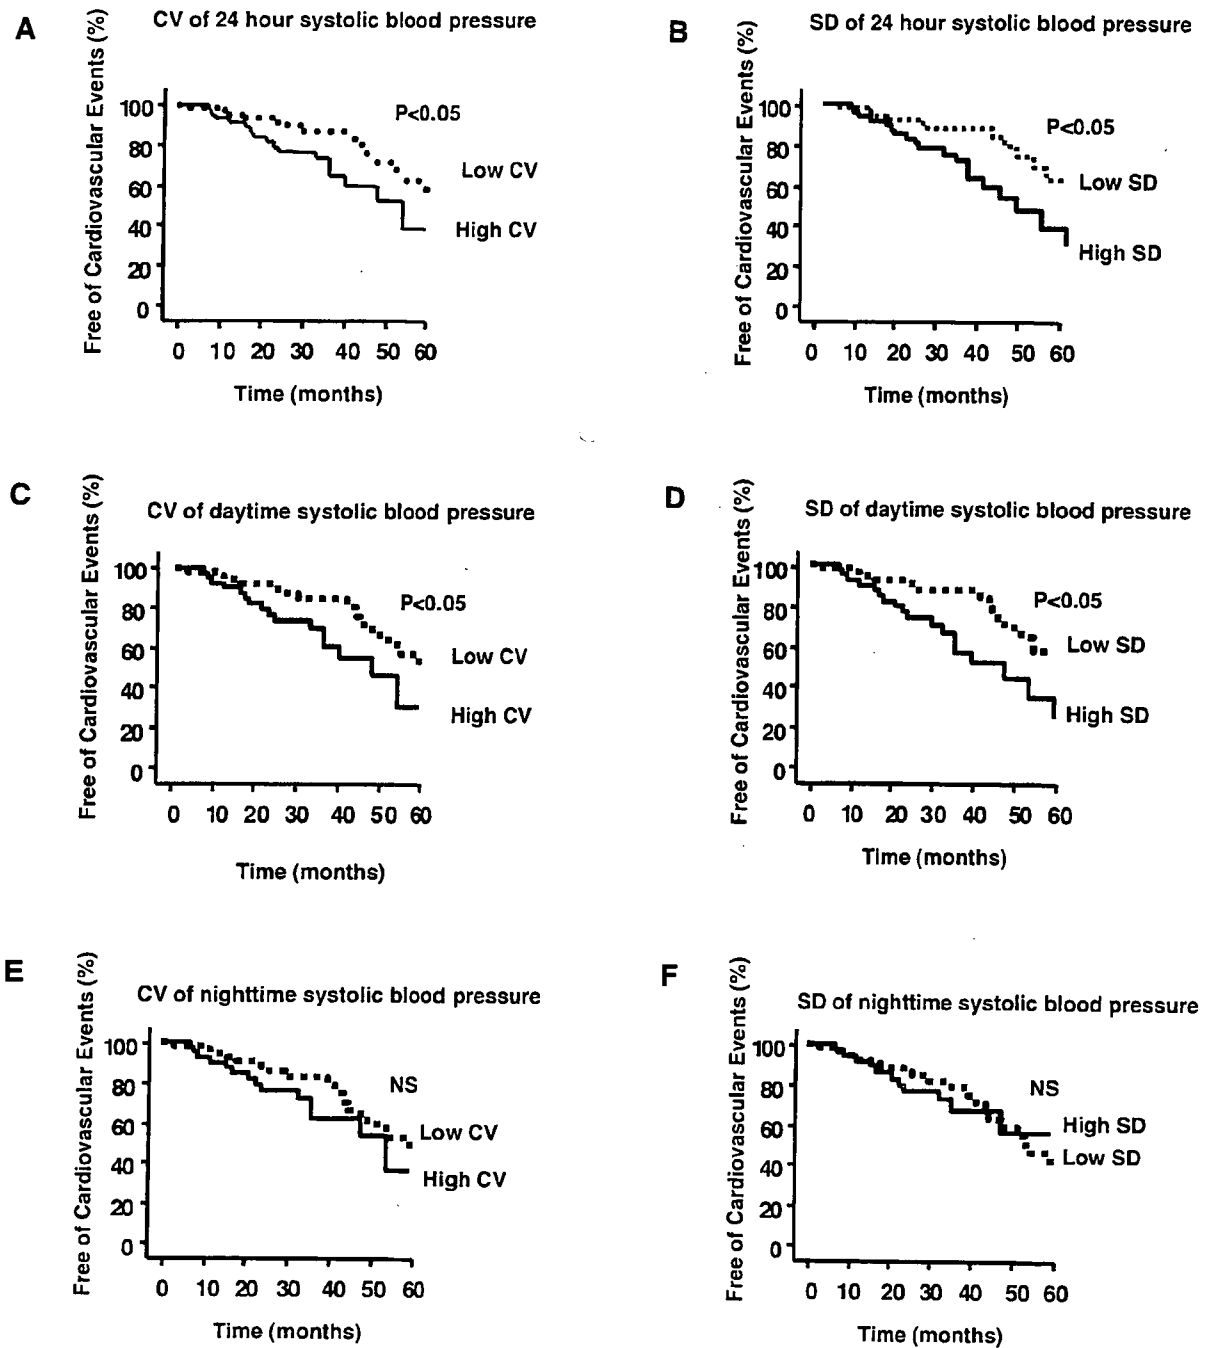 A
CV of 24 hour systolic blood pressure
Free of Cardiovascular Events (%)
100
80
60
40
20
0
P<0.05
Low CV
High CV
0 10 20 30 40 50 60
Time (months)
B
SD of 24 hour systolic blood pressure
Free of Cardiovascular Events (%)
100
80
60
40
20
0
P<0.05
Low SD
High SD
0 10 20 30 40 50 60
Time (months)
C
CV of daytime systolic blood pressure
Free of Cardiovascular Events (%)
100
80
60
40
20
0
P<0.05
Low CV
High CV
0 10 20 30 40 50 60
Time (months)
D
SD of daytime systolic blood pressure
Free of Cardiovascular Events (%)
100
80
60
40
20
0
P<0.05
Low SD
High SD
0 10 20 30 40 50 60
Time (months)
E
CV of nighttime systolic blood pressure
Free of Cardiovascular Events (%)
100
80
60
40
20
0
NS
Low CV
High CV
0 10 20 30 40 50 60
Time (months)
F
SD of nighttime systolic blood pressure
Free of Cardiovascular Events (%)
100
80
60
40
20
0
NS
High SD
Low SD
0 10 20 30 40 50 60
Time (months)